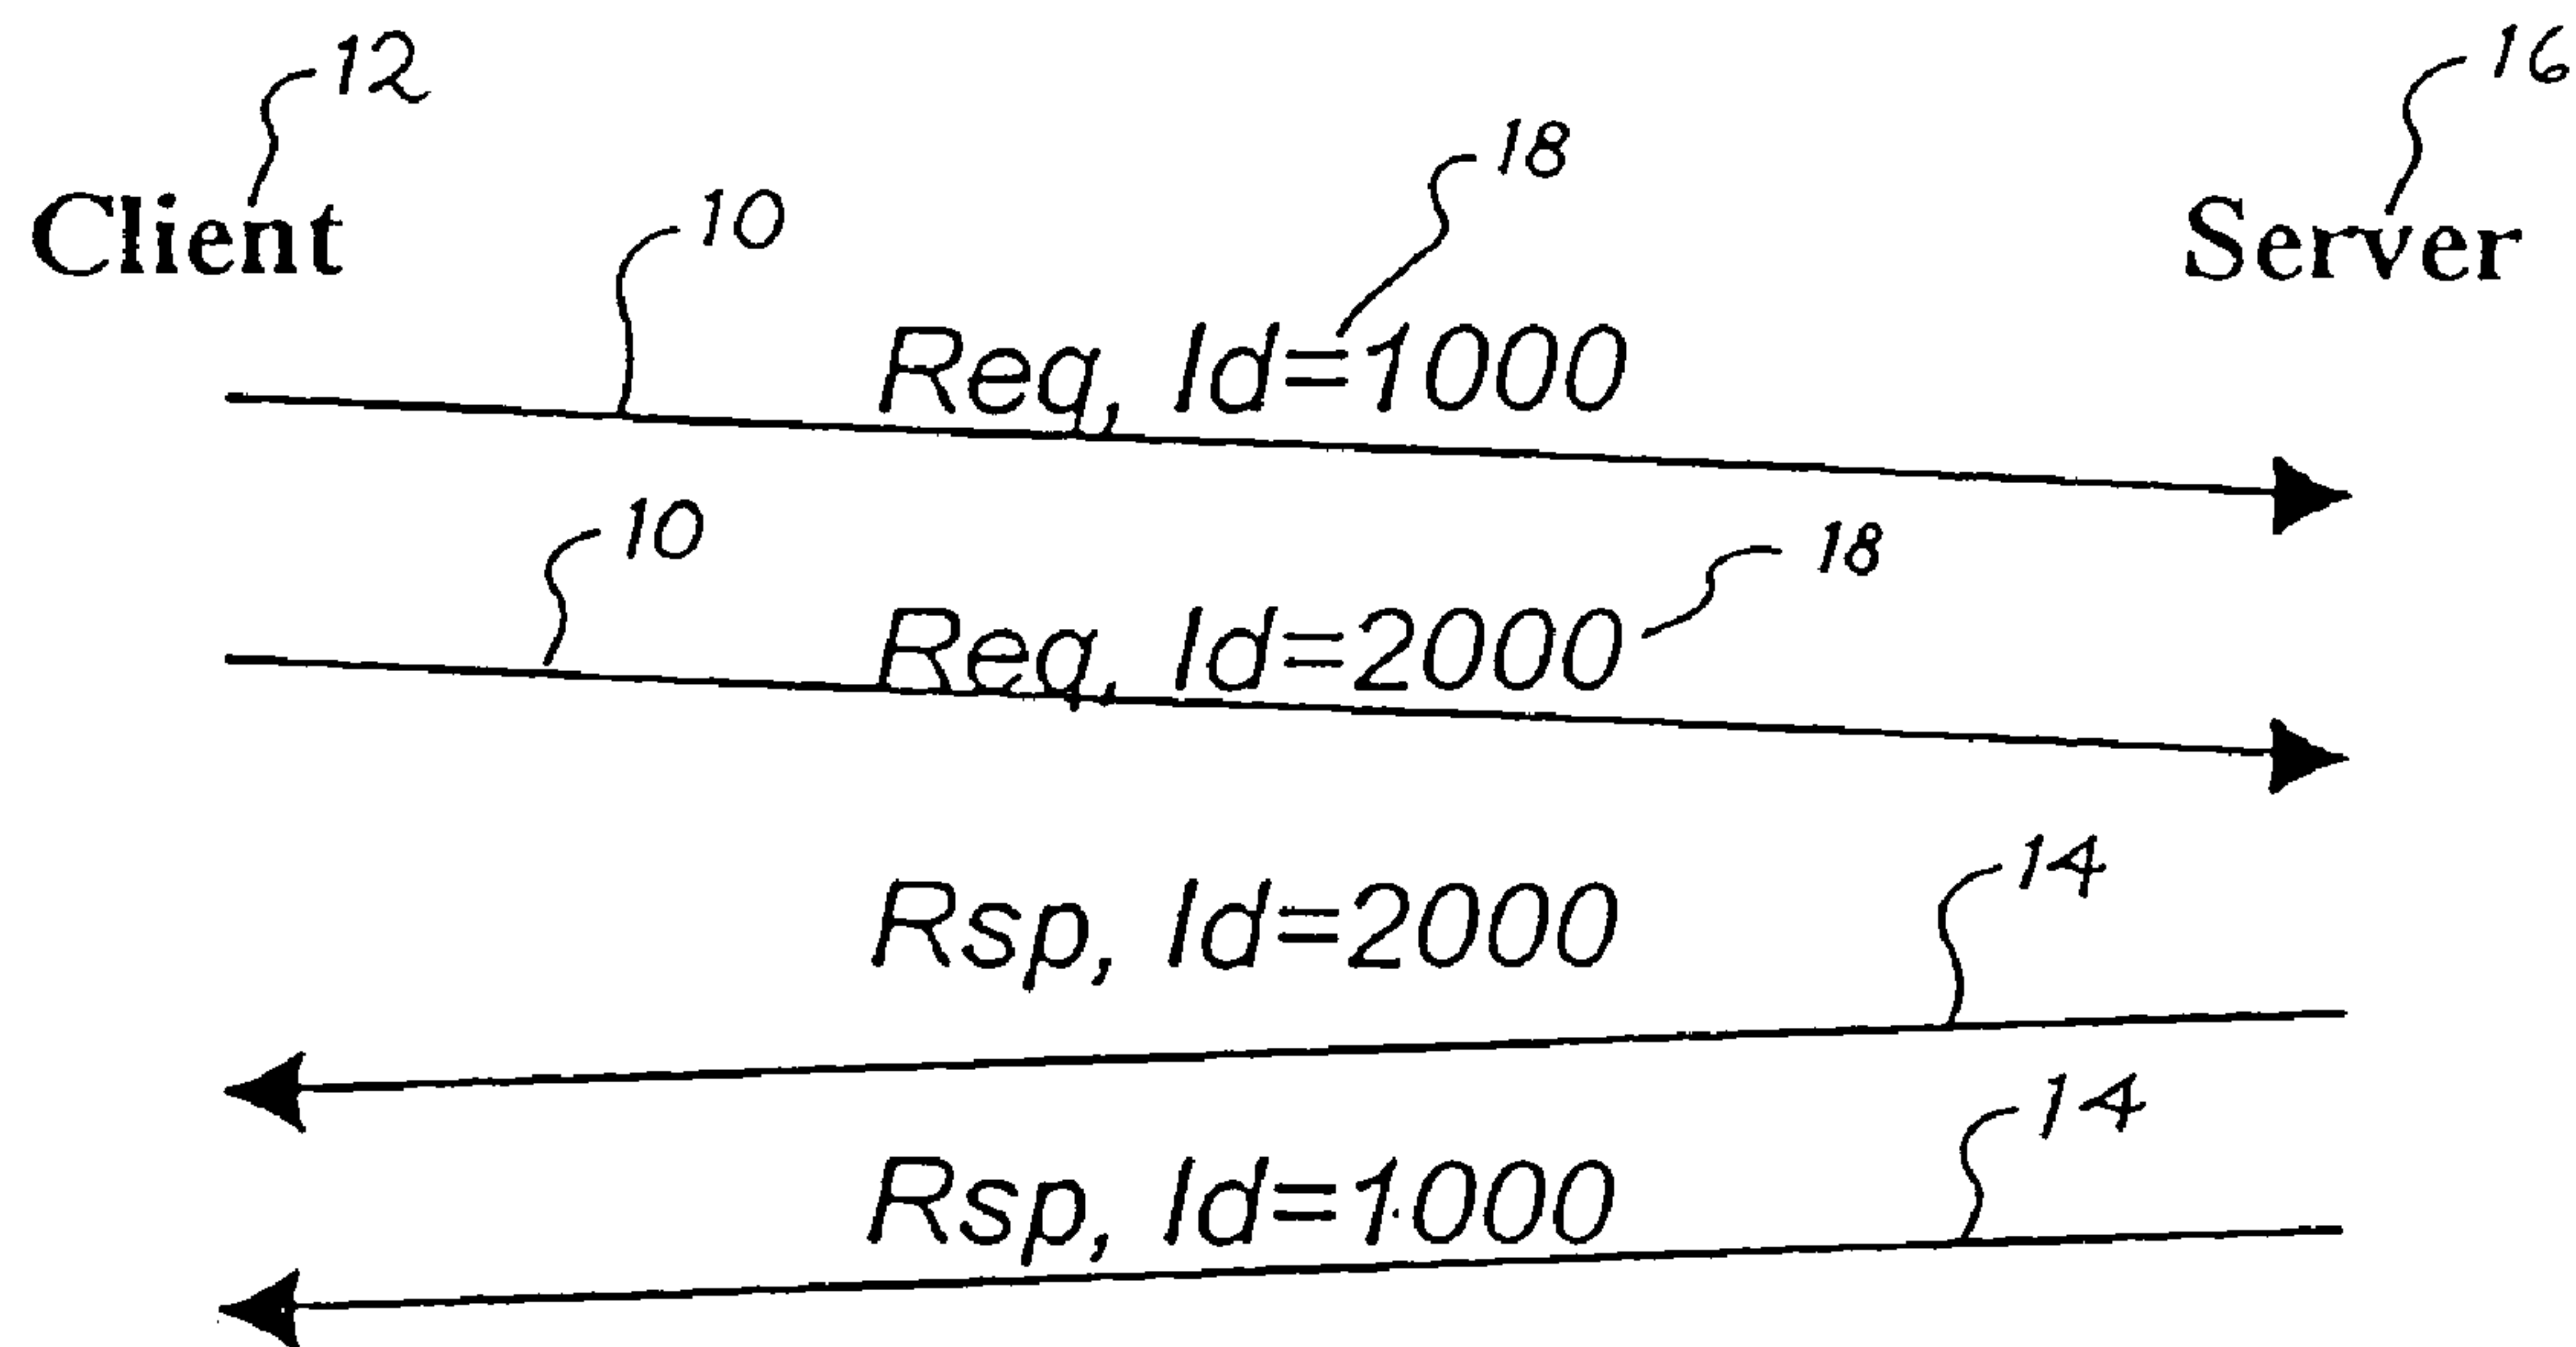 12
16
18
Client
10
Server
Req, Id=1000
10
18
Req, Id=2000
14
Rsp, Id=2000
14
Rsp, Id=1000